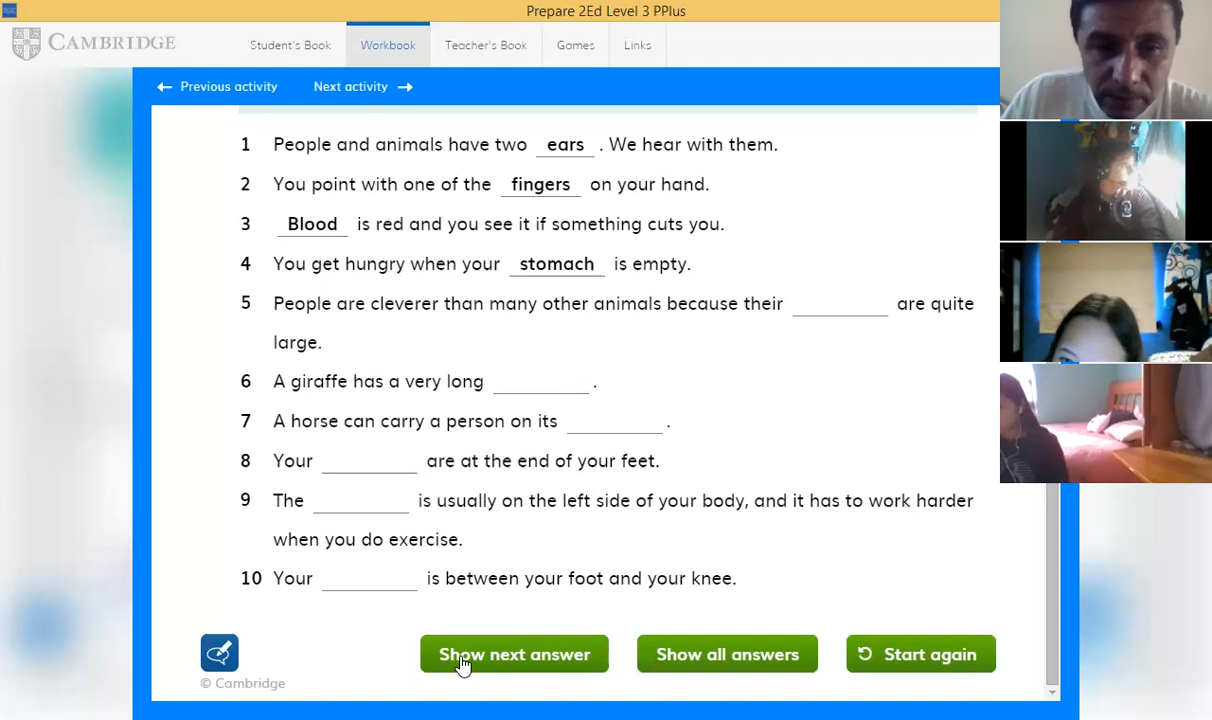 Prepare 2Ed Level 3 PPlus
CAMBRIDGE
Student's Book
Workbook
Teacher's Book
Games
Links
Previous activity
Next activity
1 People and animals have two ears . We hear with them.
2 You point with one of the fingers on your hand.
3 Blood is red and you see it if something cuts you.
4 You get hungry when your stomach is empty.
5 People are cleverer than many other animals because their ________ are quite
large.
6 A giraffe has a very long ________ .
7 A horse can carry a person on its ________ .
8 Your ________ are at the end of your feet.
9 The ________ is usually on the left side of your body, and it has to work harder
when you do exercise.
10 Your ________ is between your foot and your knee.
Show next answer
Show all answers
Start again
© Cambridge